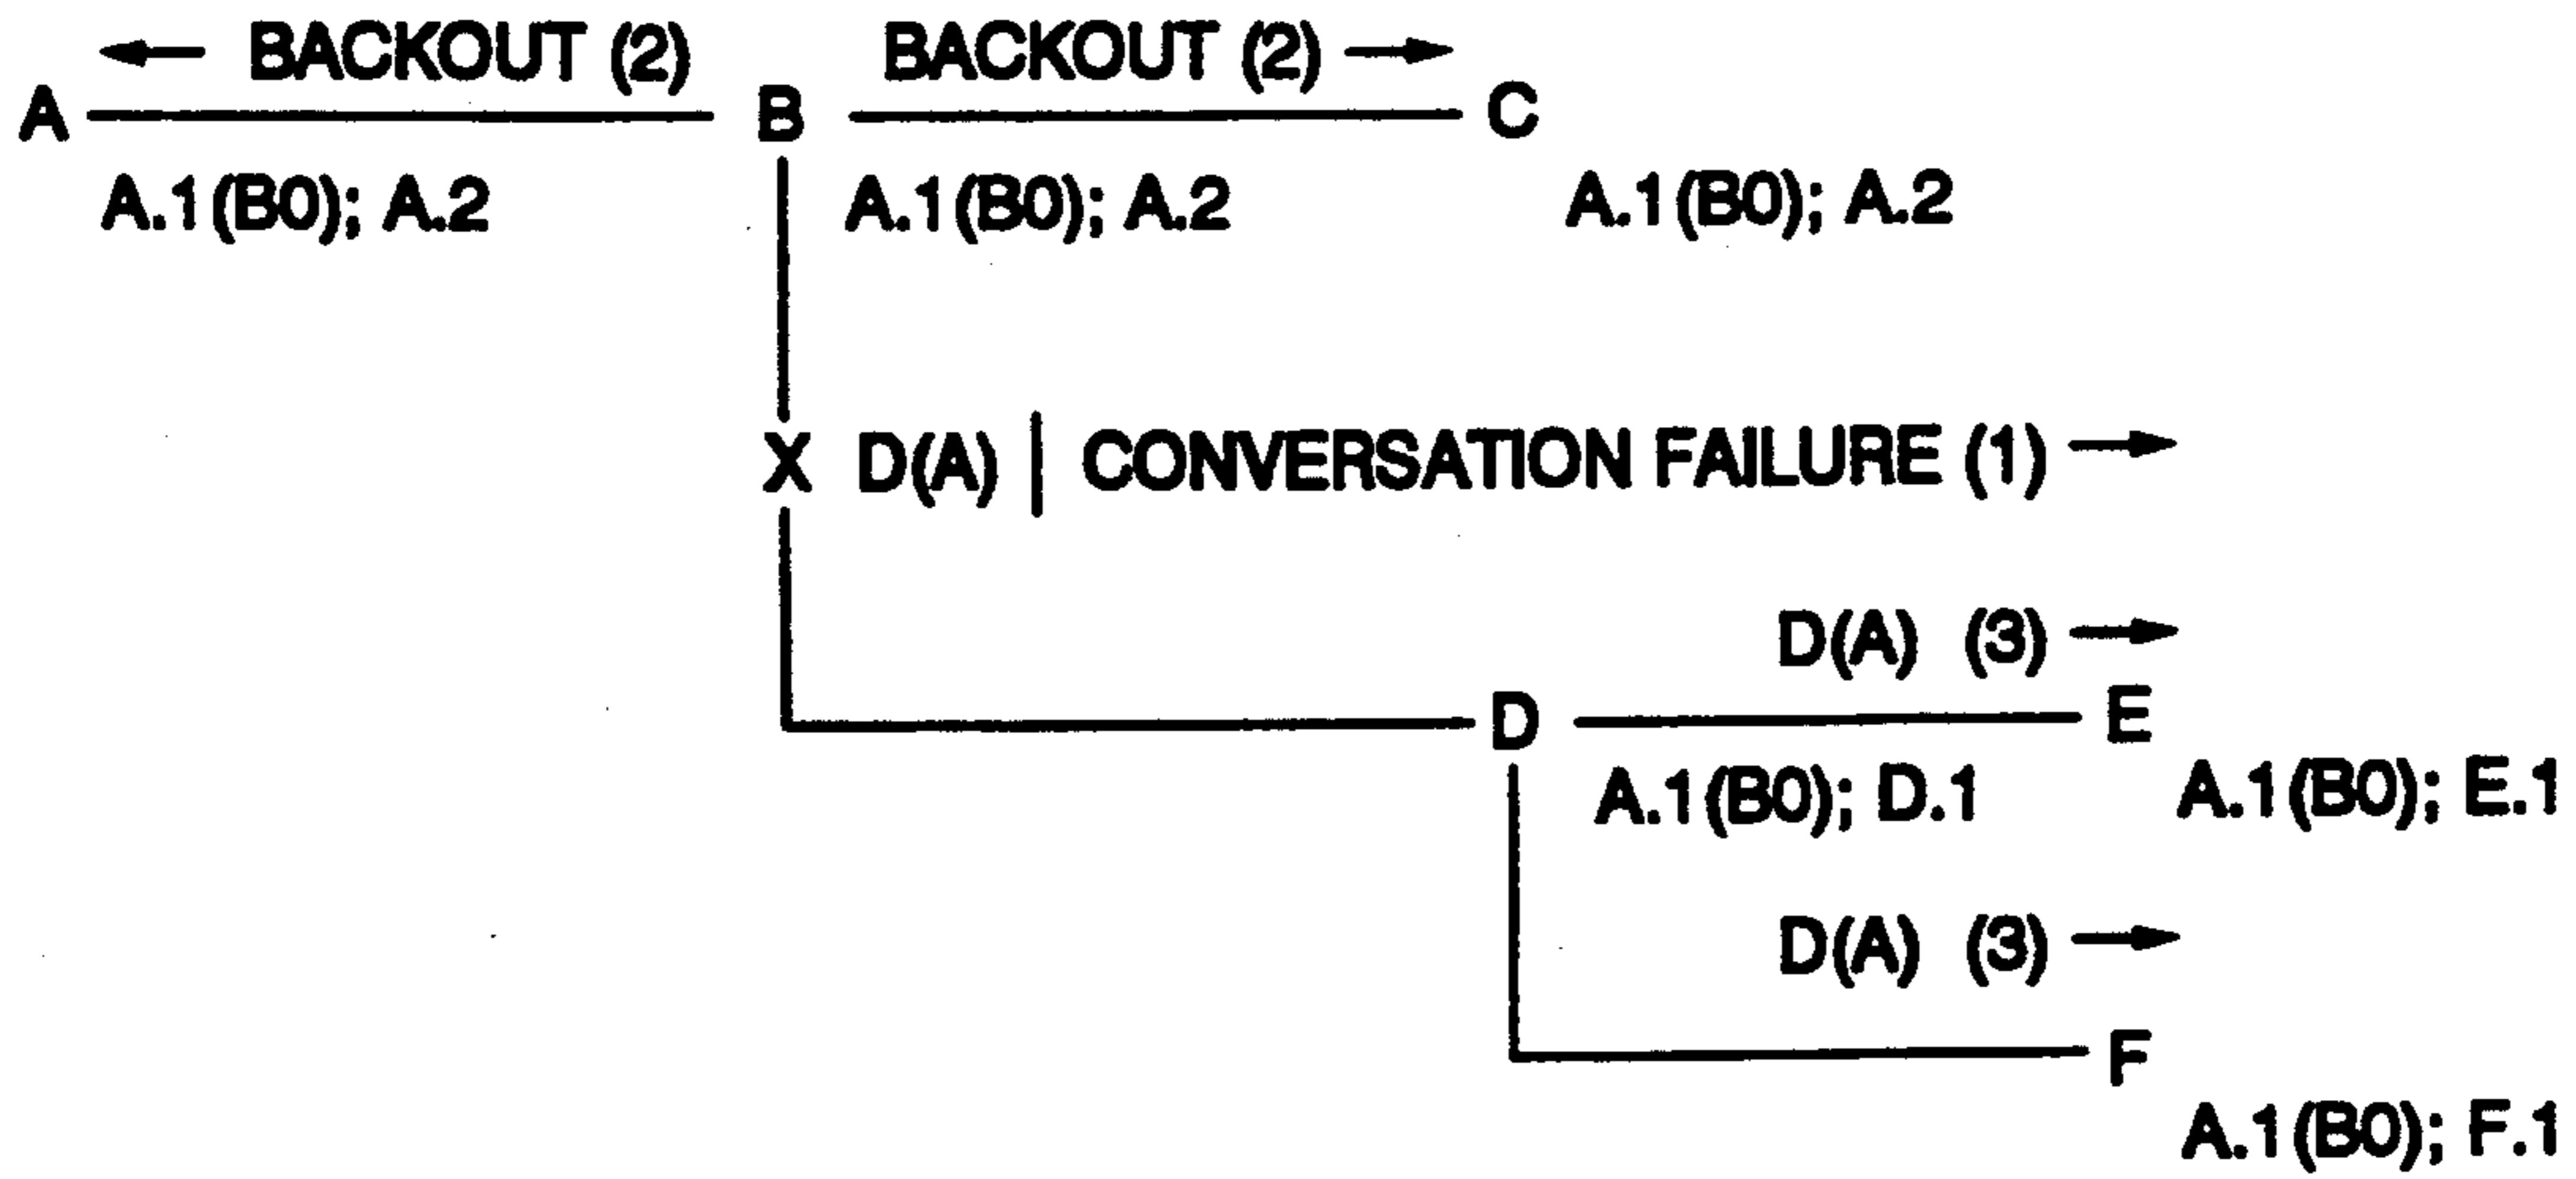 BACKOUT (2) BACKOUT (2)
A B C
A.1(B0); A.2 A.1(B0); A.2 A.1(B0); A.2
X D(A) | CONVERSATION FAILURE (1)
D(A) (3)
D E
A.1(B0); D.1 A.1(B0); E.1
D(A) (3)
F
A.1(B0); F.1